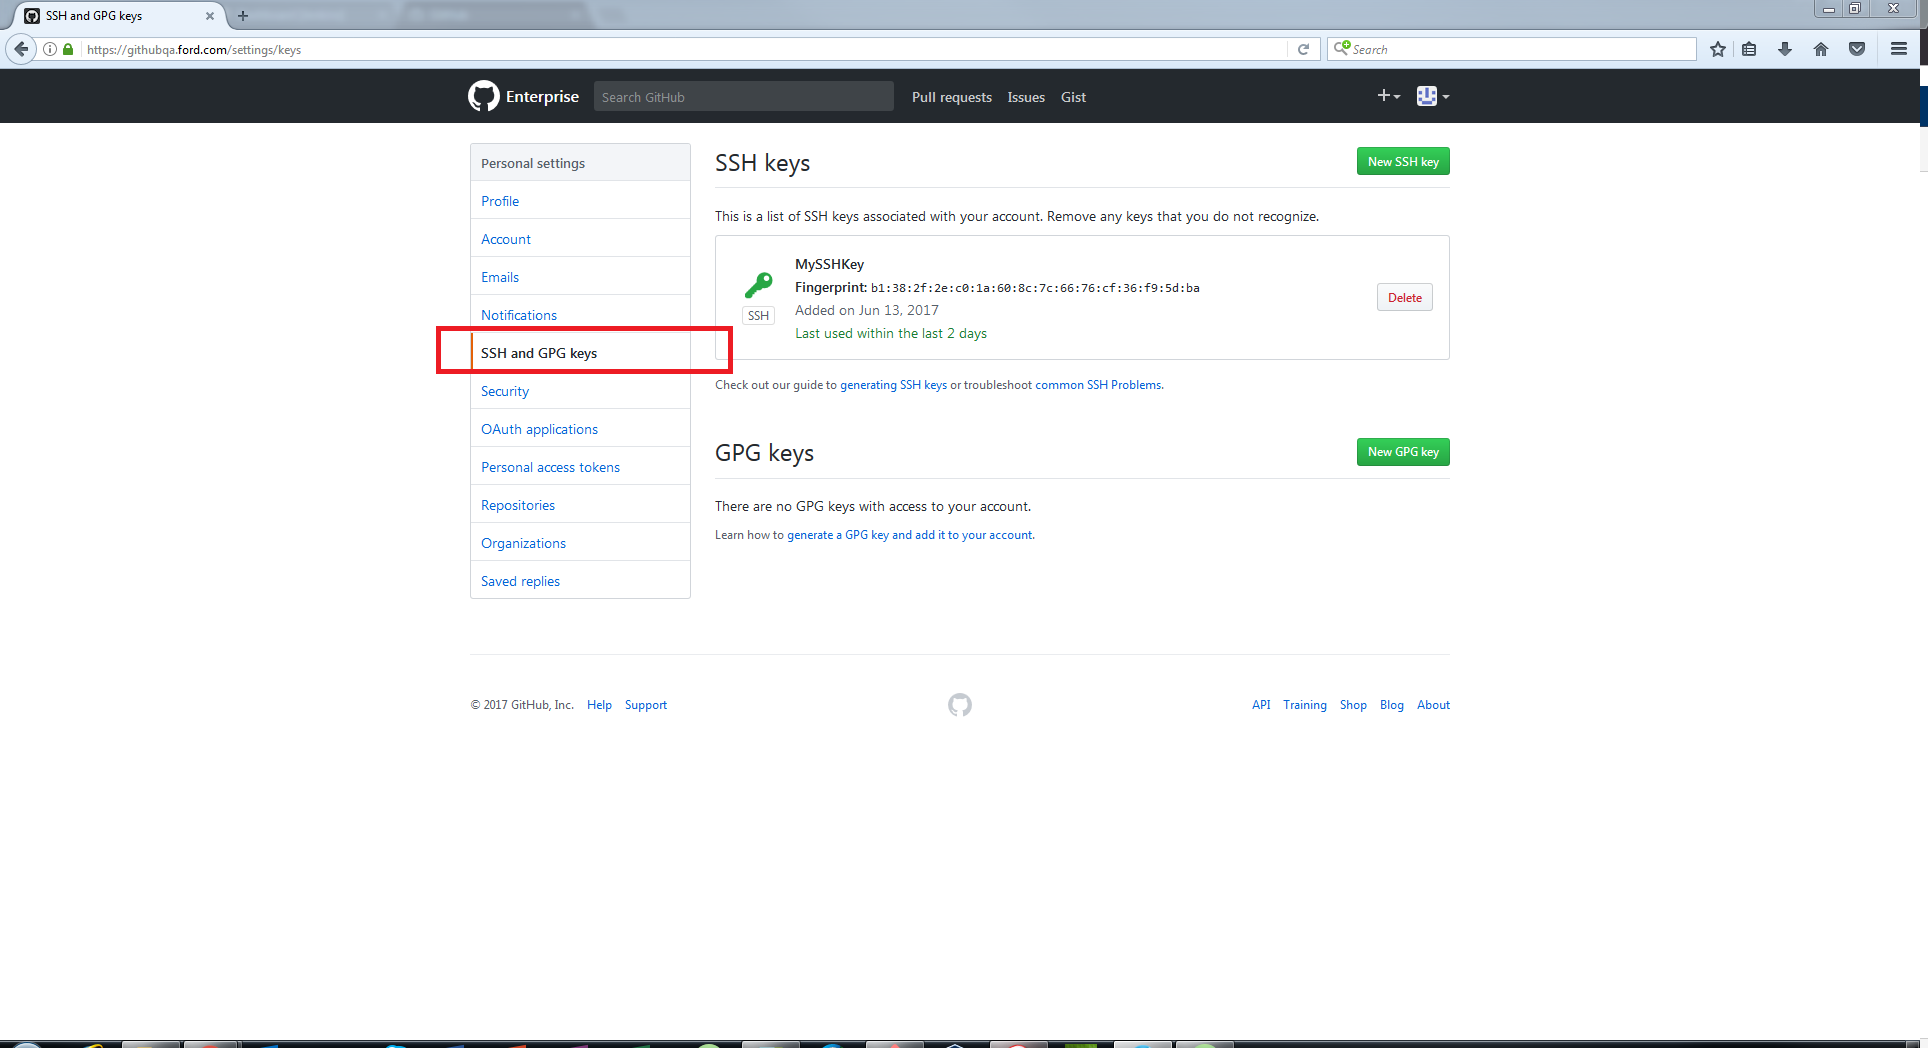 SSH and GPG keys
https://githubqa.ford.com/settings/keys
Search
Enterprise
Search GitHub
Pull requests
Issues
Gist
Personal settings
Profile
Account
Emails
Notifications
SSH and GPG keys
Security
OAuth applications
Personal access tokens
Repositories
Organizations
Saved replies
SSH keys
New SSH key
This is a list of SSH keys associated with your account. Remove any keys that you do not recognize.
MySSHKey
Fingerprint: b1:38:2f:2e:c0:1a:60:8c:7c:66:76:cf:36:f9:5d:ba
SSH
Added on Jun 13, 2017
Last used within the last 2 days
Delete
Check out our guide to generating SSH keys or troubleshoot common SSH Problems.
GPG keys
New GPG key
There are no GPG keys with access to your account.
Learn how to generate a GPG key and add it to your account.
© 2017 GitHub, Inc.
Help
Support
API
Training
Shop
Blog
About